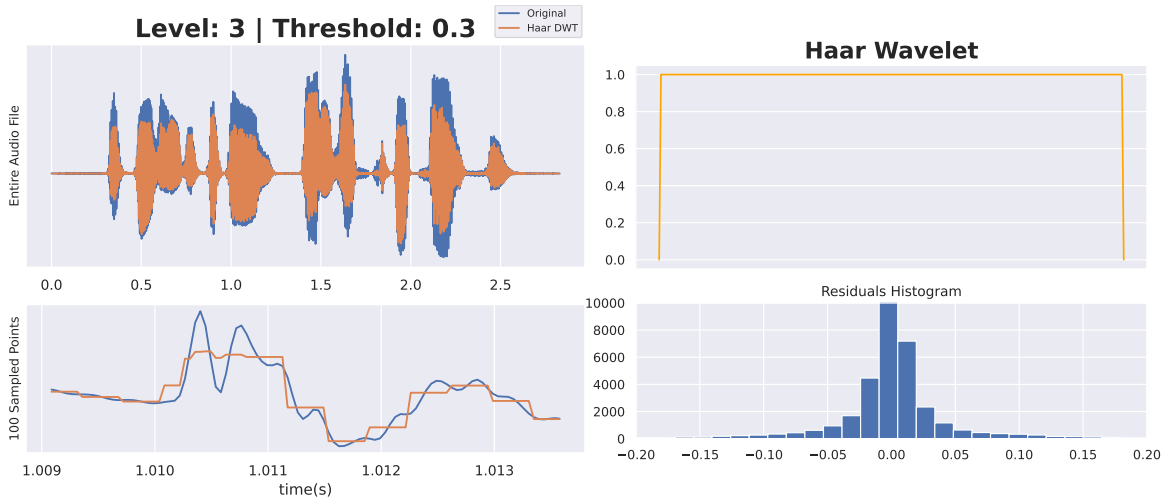 Level: 3 | Threshold: 0.3
Original
Haar DWT
Entire Audio File
0.0 0.5 1.0 1.5 2.0 2.5
100 Sampled Points
1.009 1.010 1.011 1.012 1.013
time(s)
Haar Wavelet
1.0
0.8
0.6
0.4
0.2
0.0
Residuals Histogram
10000
8000
6000
4000
2000
0
−0.20 −0.15 −0.10 −0.05 0.00 0.05 0.10 0.15 0.20